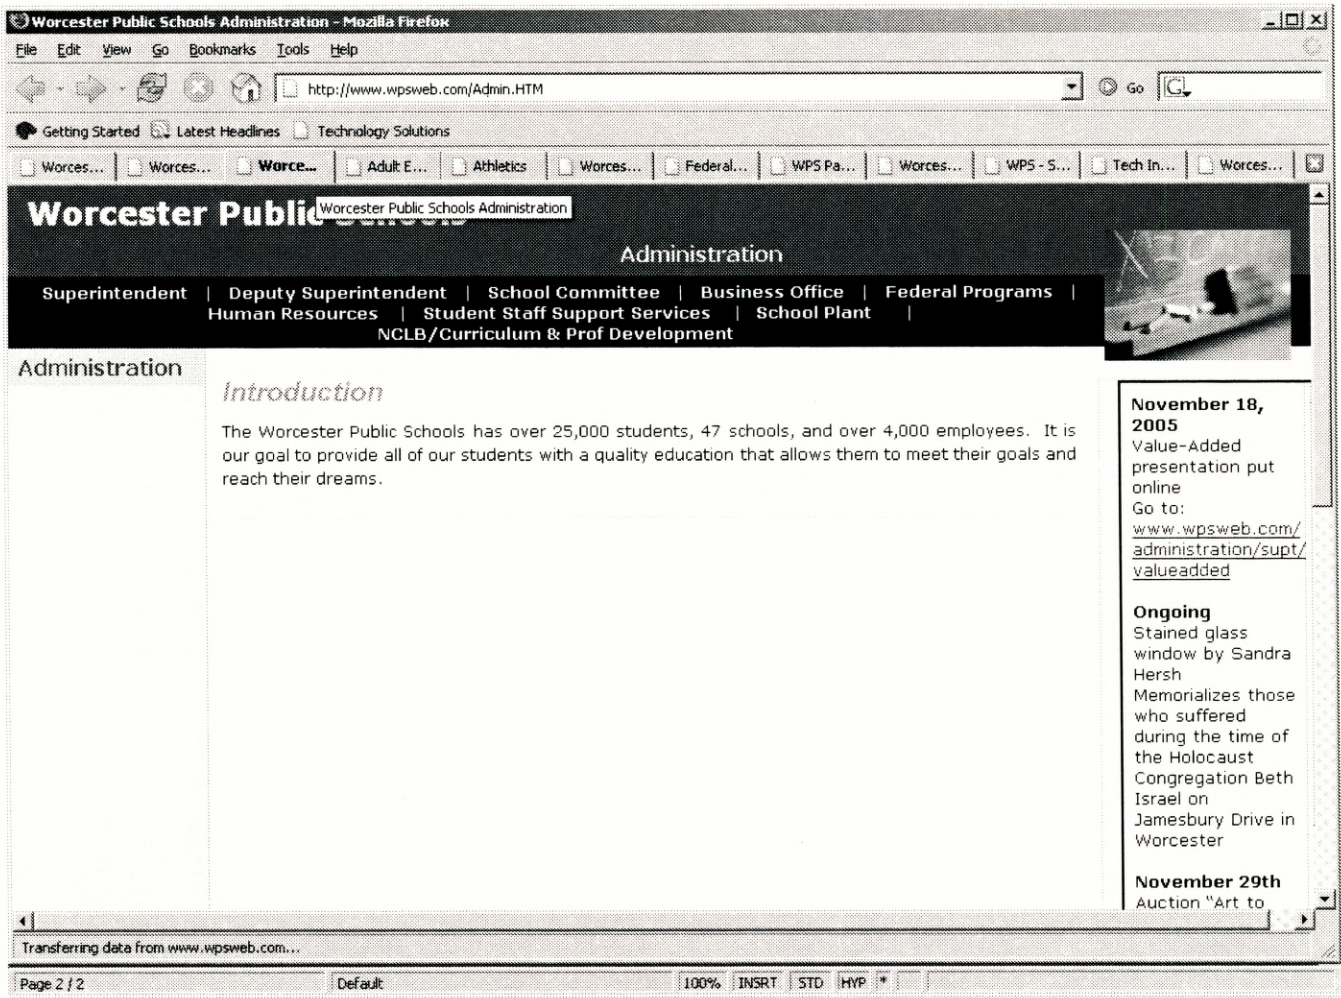 Worcester Public Schools Administration - Mozilla Firefox
File Edit View Go Bookmarks Tools Help
http://www.wpsweb.com/Admin.HTM Go G
Getting Started Latest Headlines Technology Solutions
Worces... Worces... Worce... Adult E... Athletics Worces... Federal... WPS Pa... Worces... WPS - S... Tech In... Worces...
Worcester Public Schools
Worcester Public Schools Administration
Administration
Superintendent | Deputy Superintendent | School Committee | Business Office | Federal Programs |
Human Resources | Student Staff Support Services | School Plant |
NCLB/Curriculum & Prof Development
Administration
Introduction
The Worcester Public Schools has over 25,000 students, 47 schools, and over 4,000 employees. It is
our goal to provide all of our students with a quality education that allows them to meet their goals and
reach their dreams.
November 18,
2005
Value-Added
presentation put
online
Go to:
www.wpsweb.com/
administration/supt/
valueadded
Ongoing
Stained glass
window by Sandra
Hersh
Memorializes those
who suffered
during the time of
the Holocaust
Congregation Beth
Israel on
Jamesbury Drive in
Worcester
November 29th
Auction "Art to
Transferring data from www.wpsweb.com...
Page 2 / 2 Default 100% INSRT STD HYP *